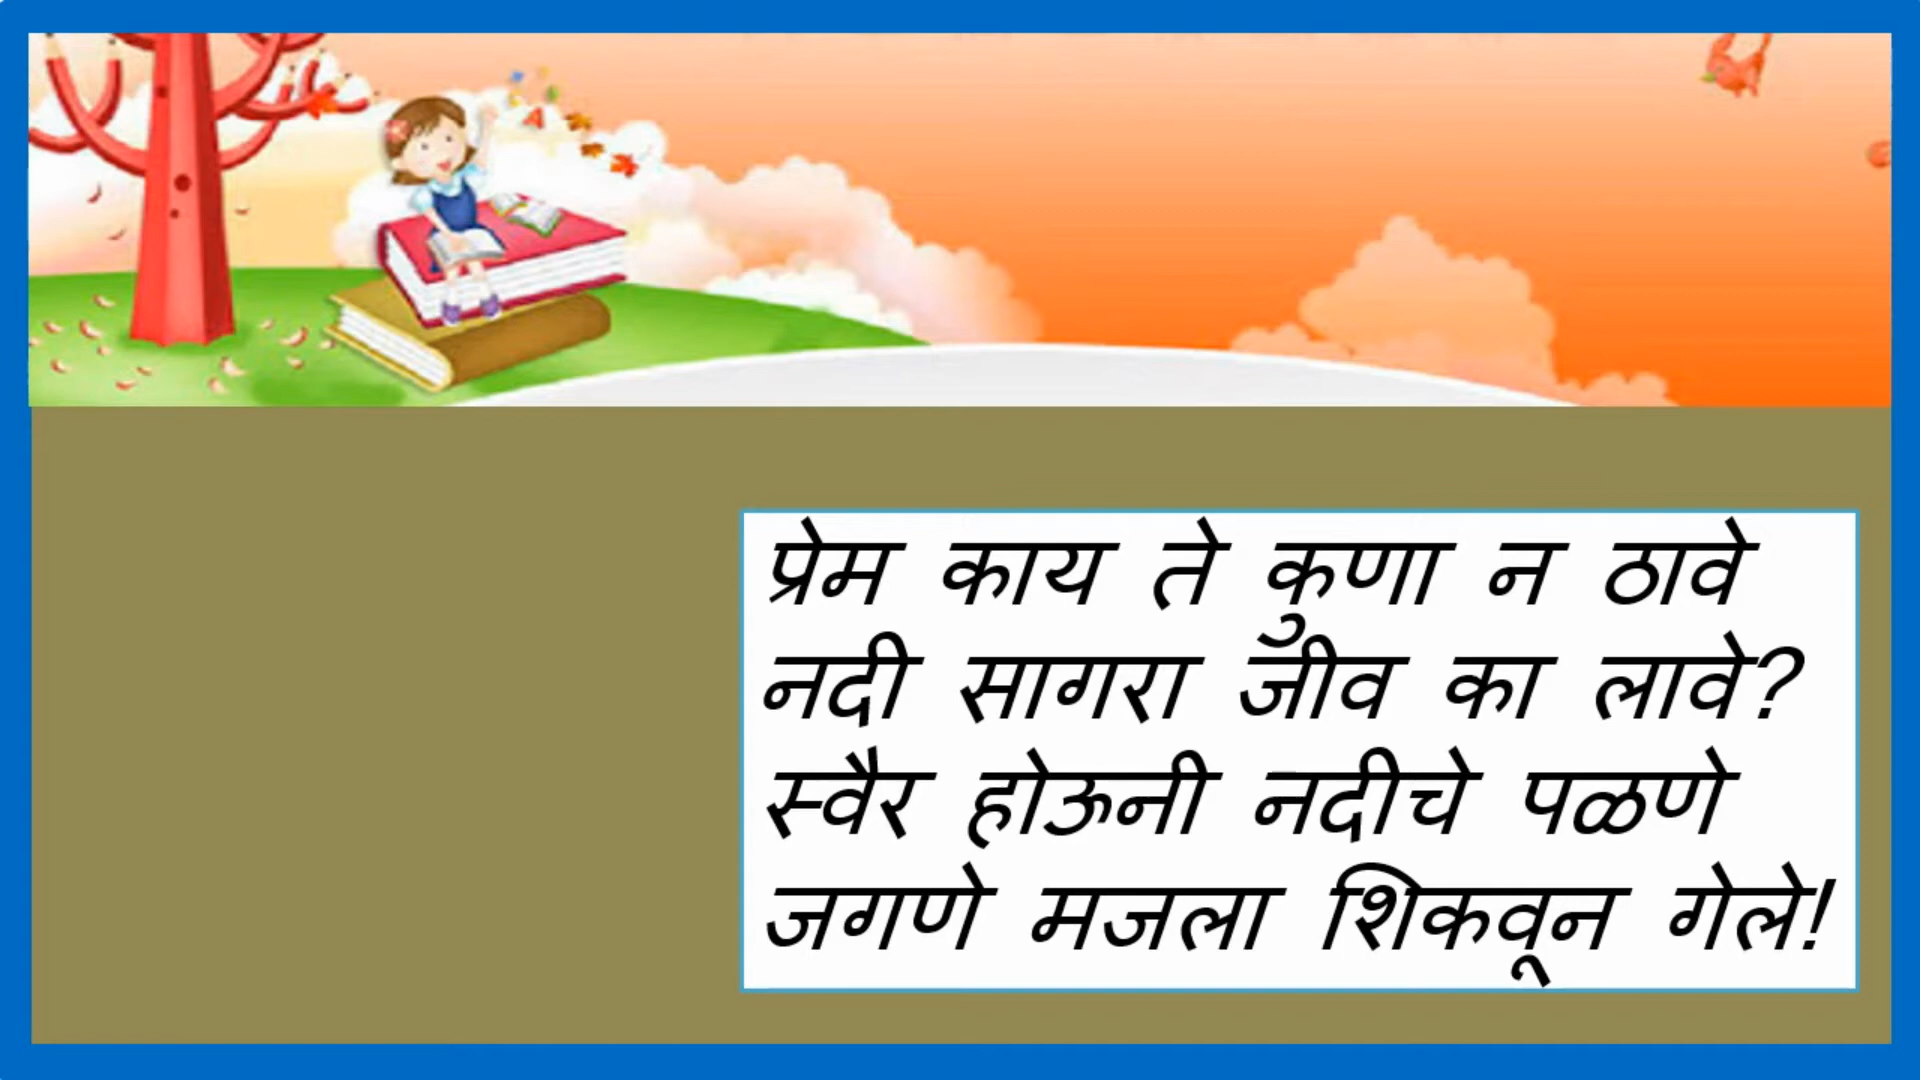 प्रेम काय ते कुणा न ठावे
नदी सागरा जीव का लावे?
स्वैर होऊनी नदीचे पळणे
जगणे मजला शिकवून गेले!